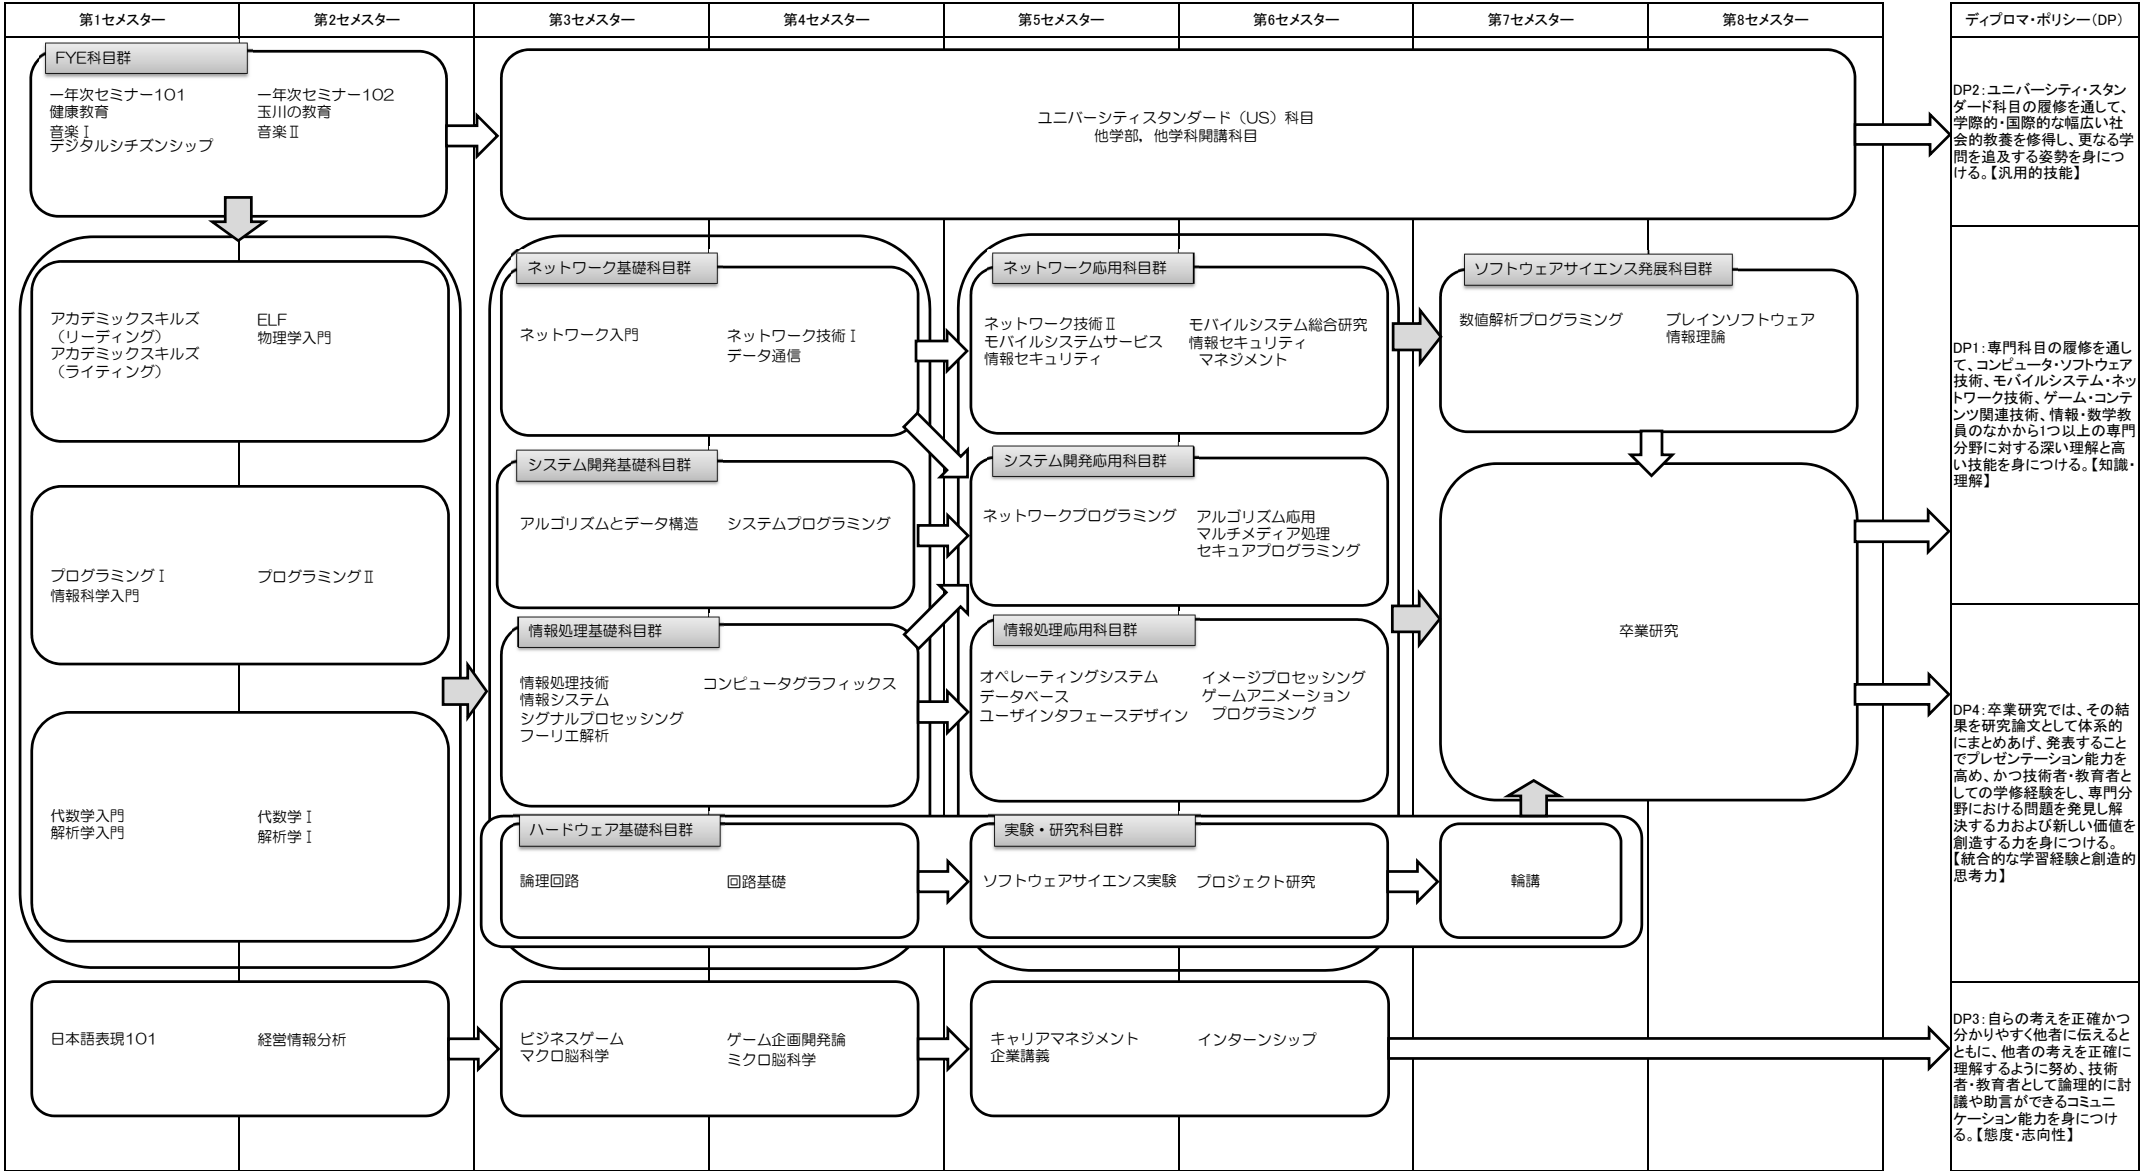 第1セメスター
第2セメスター
第3セメスター
第4セメスター
第5セメスター
第6セメスター
第7セメスター
第8セメスター
ディプロマ・ポリシー(DP)
FYE科目群
一年次セミナー101
健康教育
音楽Ⅰ
デジタルシチズンシップ
一年次セミナー102
玉川の教育
音楽Ⅱ
ユニバーシティスタンダード（US）科目
他学部，他学科開講科目
DP2：ユニバーシティ・スタン
ダード科目の履修を通して、
学際的・国際的な幅広い社
会的教養を修得し、更なる学
問を追及する姿勢を身につ
ける。【汎用的技能】
アカデミックスキルズ
（リーディング）
アカデミックスキルズ
（ライティング）
ELF
物理学入門
プログラミングⅠ
情報科学入門
プログラミングⅡ
代数学入門
解析学入門
代数学Ⅰ
解析学Ⅰ
ネットワーク基礎科目群
ネットワーク入門
ネットワーク技術Ⅰ
データ通信
システム開発基礎科目群
アルゴリズムとデータ構造
システムプログラミング
情報処理基礎科目群
情報処理技術
情報システム
シグナルプロセッシング
フーリエ解析
コンピュータグラフィックス
ハードウェア基礎科目群
論理回路
回路基礎
ネットワーク応用科目群
ネットワーク技術Ⅱ
モバイルシステムサービス
情報セキュリティ
モバイルシステム総合研究
情報セキュリティ
マネジメント
システム開発応用科目群
ネットワークプログラミング
アルゴリズム応用
マルチメディア処理
セキュアプログラミング
情報処理応用科目群
オペレーティングシステム
データベース
ユーザインタフェースデザイン
イメージプロセッシング
ゲームアニメーション
プログラミング
実験・研究科目群
ソフトウェアサイエンス実験
プロジェクト研究
ソフトウェアサイエンス発展科目群
数値解析プログラミング
ブレインソフトウェア
情報理論
卒業研究
輪講
DP1：専門科目の履修を通し
て、コンピュータ・ソフトウェア
技術、モバイルシステム・ネッ
トワーク技術、ゲーム・コンテ
ンツ関連技術、情報・数学教
員のなかから1つ以上の専門
分野に対する深い理解と高
い技能を身につける。【知識・
理解】
DP4：卒業研究では、その結
果を研究論文として体系的
にまとめあげ、発表すること
でプレゼンテーション能力を
高め、かつ技術者・教育者と
しての学修経験をし、専門分
野における問題を発見し解
決する力および新しい価値を
創造する力を身につける。
【統合的な学習経験と創造的
思考力】
日本語表現101
経営情報分析
ビジネスゲーム
マクロ脳科学
ゲーム企画開発論
ミクロ脳科学
キャリアマネジメント
企業講義
インターンシップ
DP3：自らの考えを正確かつ
分かりやすく他者に伝えると
ともに、他者の考えを正確に
理解するように努め、技術
者・教育者として論理的に討
議や助言ができるコミュニ
ケーション能力を身につけ
る。【態度・志向性】